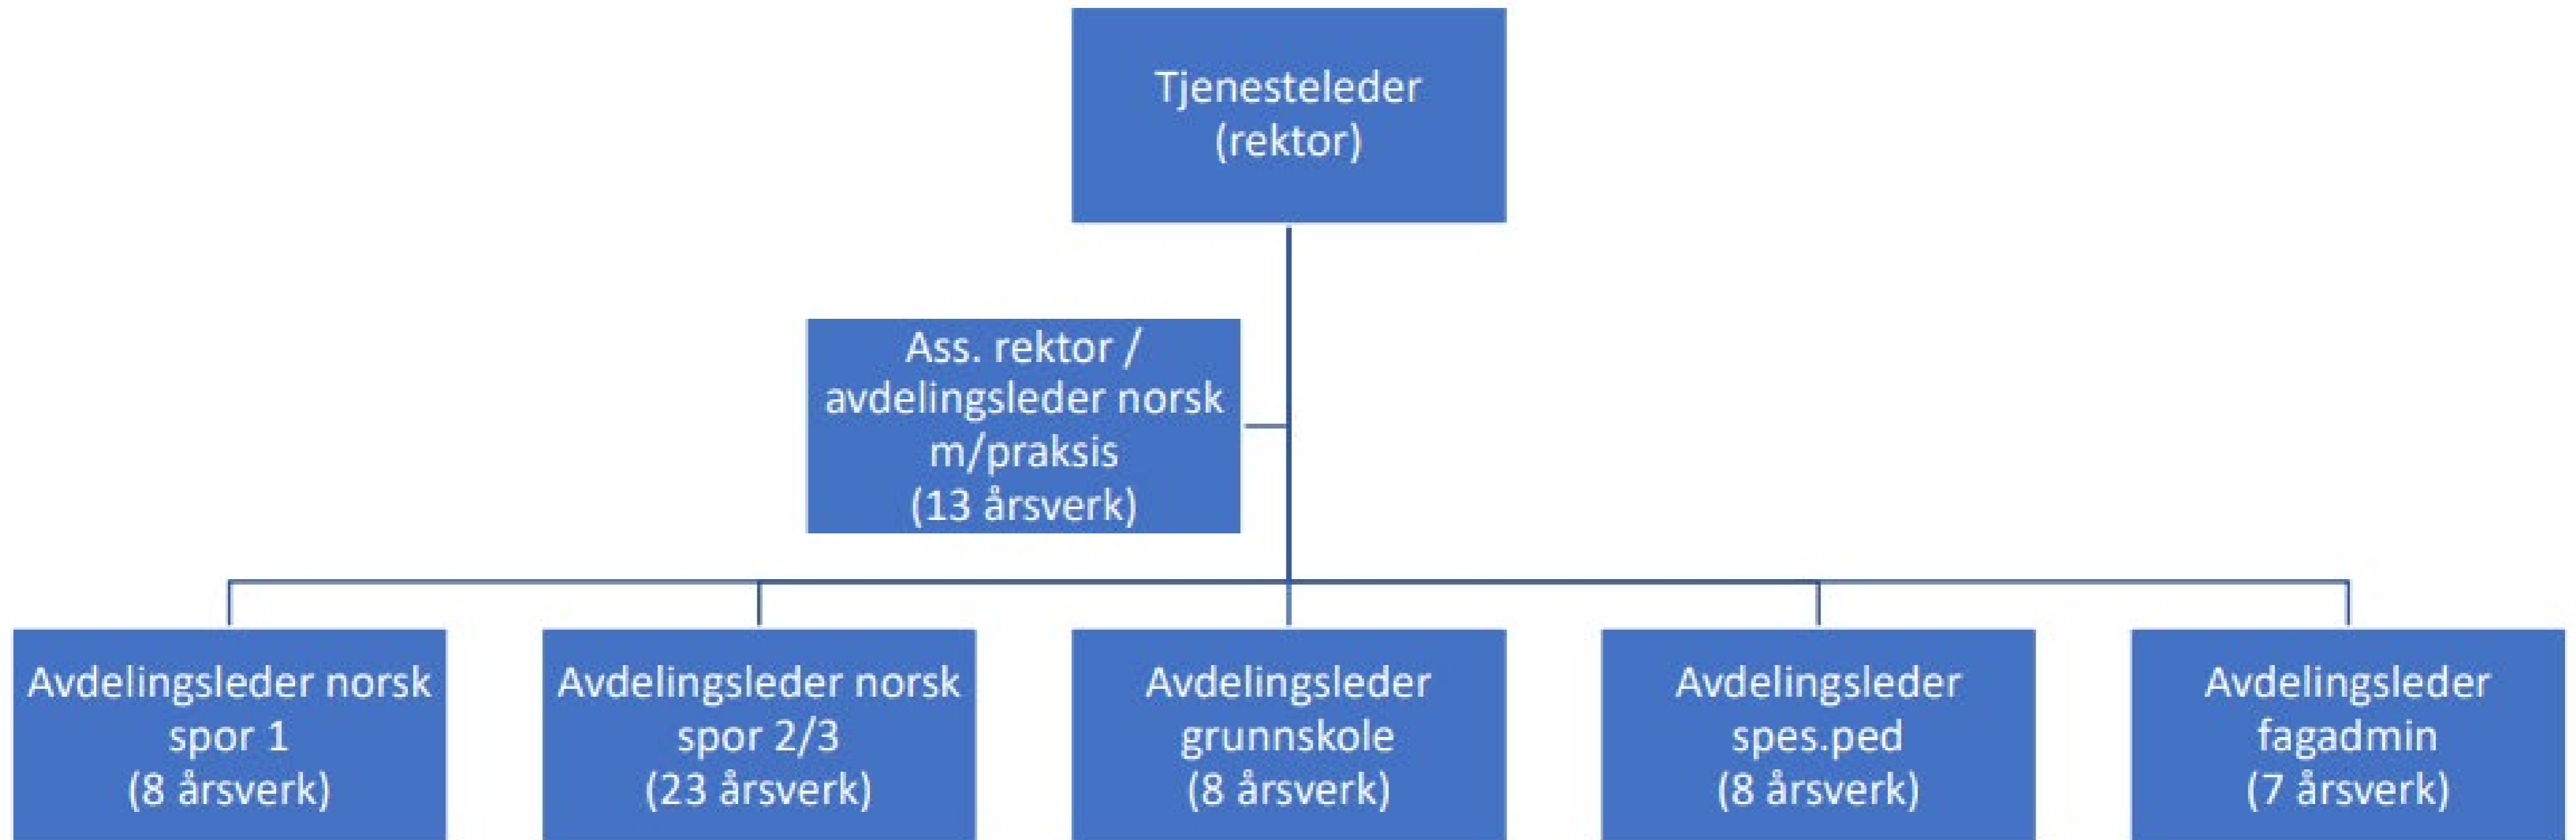 Tjenesteleder
(rektor)
Ass. rektor /
avdelingsleder norsk
m/praksis
(13 årsverk)
Avdelingsleder norsk
spor 1
(8 årsverk)
Avdelingsleder norsk
spor 2/3
(23 årsverk)
Avdelingsleder
grunnskole
(8 årsverk)
Avdelingsleder
spes.ped
(8 årsverk)
Avdelingsleder
fagadmin
(7 årsverk)